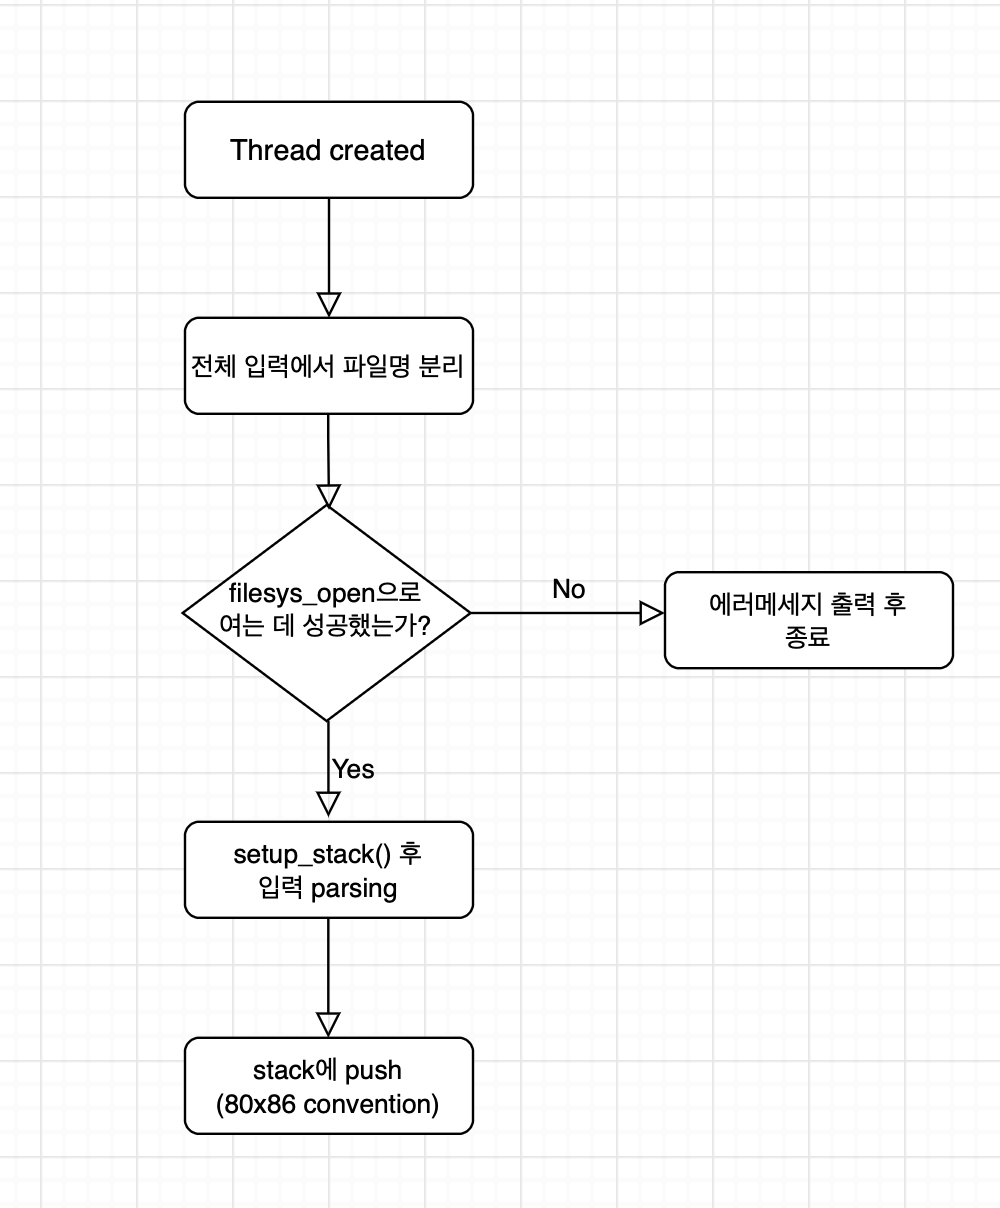 Thread created
전체 입력에서 파일명 분리
filesys_open으로
여는 데 성공했는가?
No
에러메세지 출력 후
종료
Yes
setup_stack() 후
입력 parsing
stack에 push
(80x86 convention)